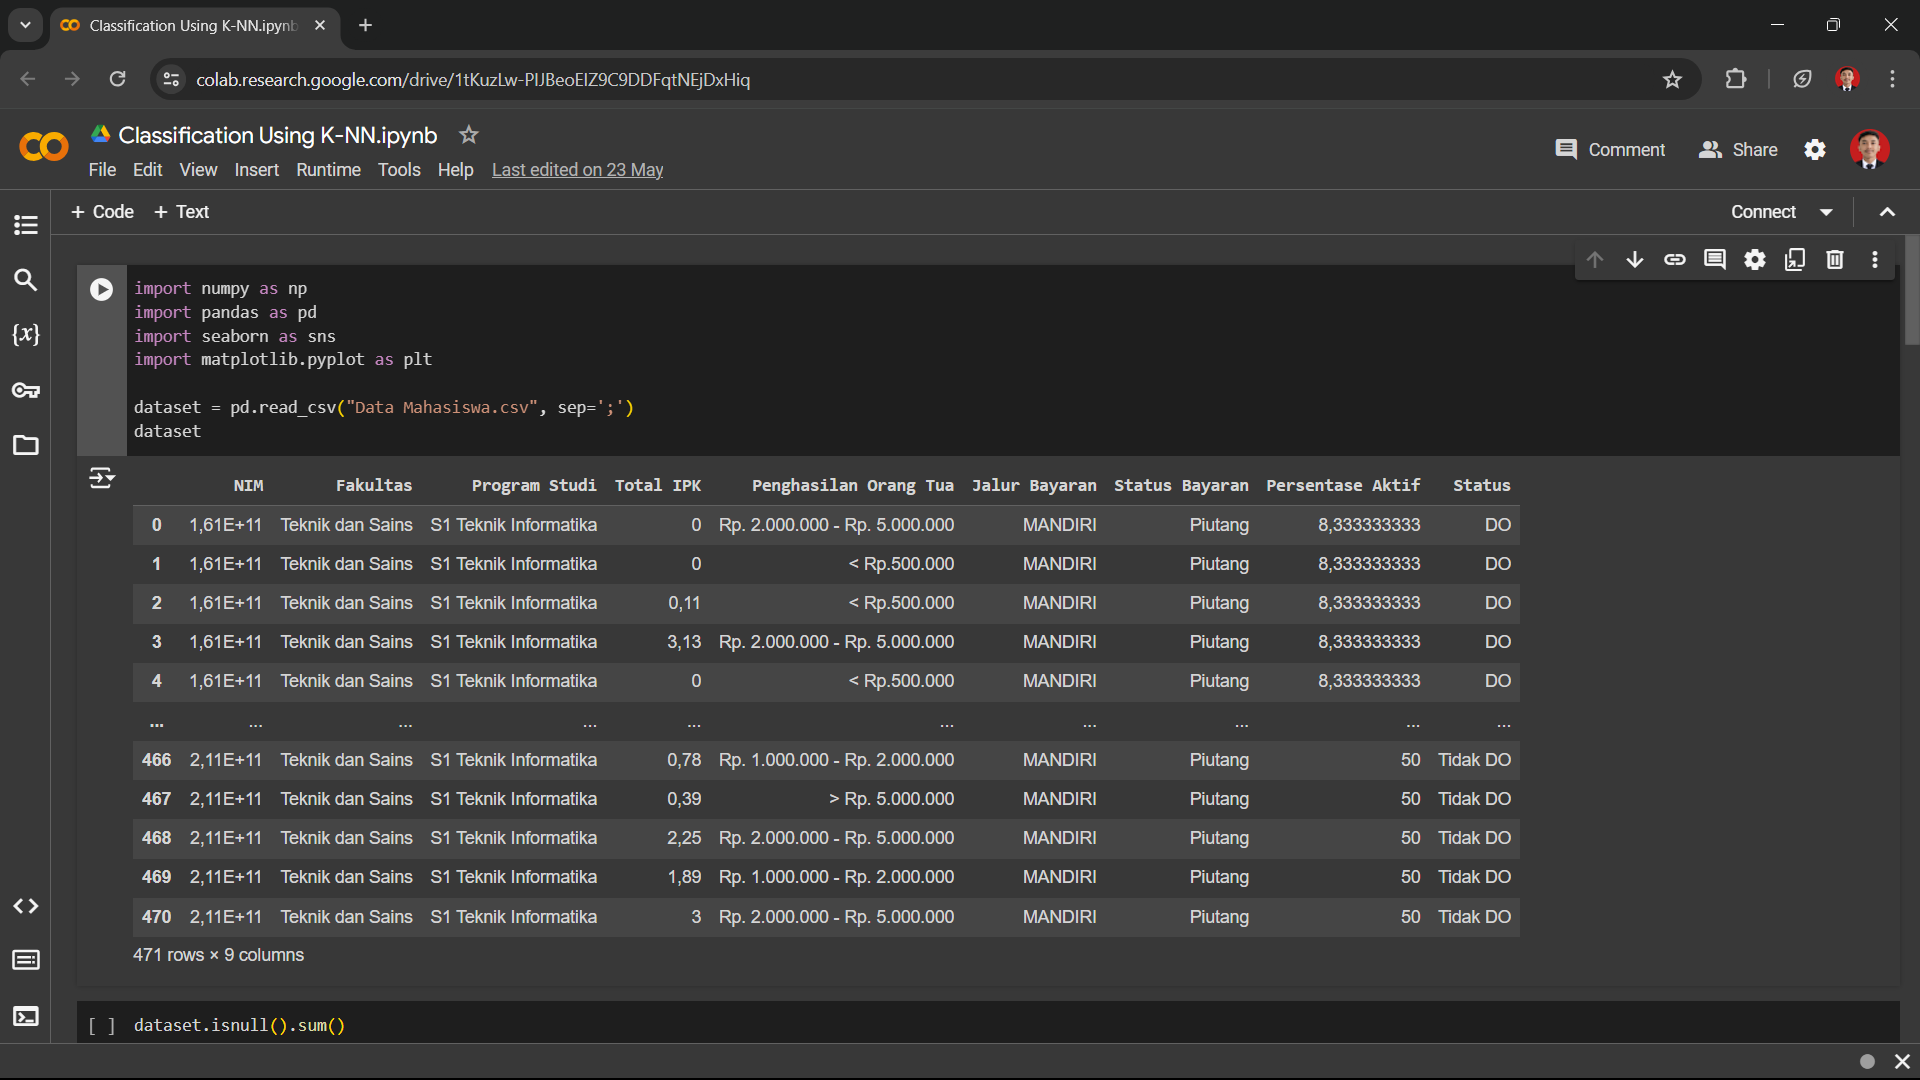 Classification Using K-NN.ipynb
colab.research.google.com/drive/1tKuzLw-PlJBeoEIZ9C9DDFqtNEjDxHiq
Classification Using K-NN.ipynb
Comment Share
File Edit View Insert Runtime Tools Help Last edited on 23 May
+ Code + Text Connect
import numpy as np
import pandas as pd
import seaborn as sns
import matplotlib.pyplot as plt
dataset = pd.read_csv("Data Mahasiswa.csv", sep=';')
dataset
NIM Fakultas Program Studi Total IPK Penghasilan Orang Tua Jalur Bayaran Status Bayaran Persentase Aktif Status
0 1,61E+11 Teknik dan Sains S1 Teknik Informatika 0 Rp. 2.000.000 - Rp. 5.000.000 MANDIRI Piutang 8,333333333 DO
1 1,61E+11 Teknik dan Sains S1 Teknik Informatika 0 < Rp.500.000 MANDIRI Piutang 8,333333333 DO
2 1,61E+11 Teknik dan Sains S1 Teknik Informatika 0,11 < Rp.500.000 MANDIRI Piutang 8,333333333 DO
3 1,61E+11 Teknik dan Sains S1 Teknik Informatika 3,13 Rp. 2.000.000 - Rp. 5.000.000 MANDIRI Piutang 8,333333333 DO
4 1,61E+11 Teknik dan Sains S1 Teknik Informatika 0 < Rp.500.000 MANDIRI Piutang 8,333333333 DO
... ... ... ... ... ... ... ... ... ...
466 2,11E+11 Teknik dan Sains S1 Teknik Informatika 0,78 Rp. 1.000.000 - Rp. 2.000.000 MANDIRI Piutang 50 Tidak DO
467 2,11E+11 Teknik dan Sains S1 Teknik Informatika 0,39 > Rp. 5.000.000 MANDIRI Piutang 50 Tidak DO
468 2,11E+11 Teknik dan Sains S1 Teknik Informatika 2,25 Rp. 2.000.000 - Rp. 5.000.000 MANDIRI Piutang 50 Tidak DO
469 2,11E+11 Teknik dan Sains S1 Teknik Informatika 1,89 Rp. 1.000.000 - Rp. 2.000.000 MANDIRI Piutang 50 Tidak DO
470 2,11E+11 Teknik dan Sains S1 Teknik Informatika 3 Rp. 2.000.000 - Rp. 5.000.000 MANDIRI Piutang 50 Tidak DO
471 rows × 9 columns
[ ] dataset.isnull().sum()